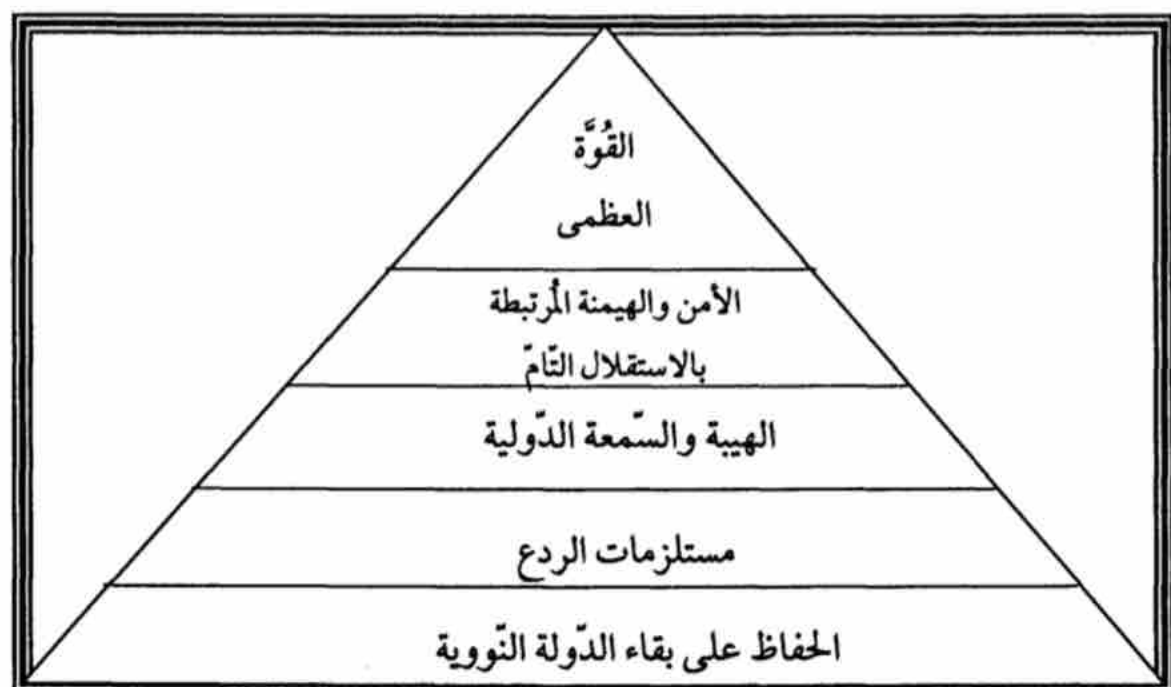 القُوَّة
العظمى
الأمن والهيمنة المُرتبطة
بالاستقلال التّامّ
الهيبة والسّمعة الدّولية
مستلزمات الردع
الحفاظ على بقاء الدّولة النّووية